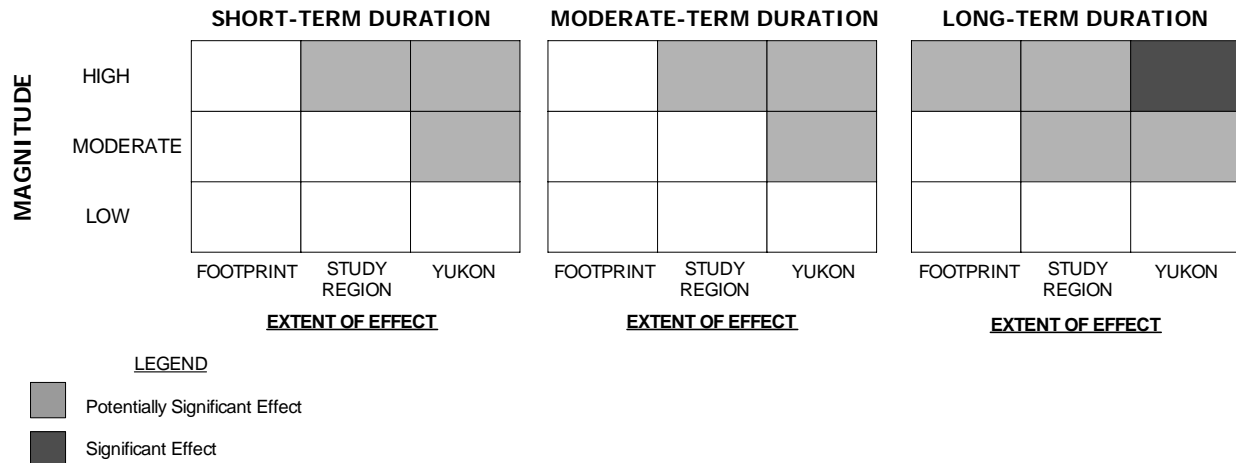 SHORT-TERM DURATION
MODERATE-TERM DURATION
LONG-TERM DURATION
MAGNITUDE
HIGH
MODERATE
LOW
FOOTPRINT
STUDY
REGION
YUKON
FOOTPRINT
STUDY
REGION
YUKON
FOOTPRINT
STUDY
REGION
YUKON
EXTENT OF EFFECT
EXTENT OF EFFECT
EXTENT OF EFFECT
LEGEND
Potentially Significant Effect
Significant Effect